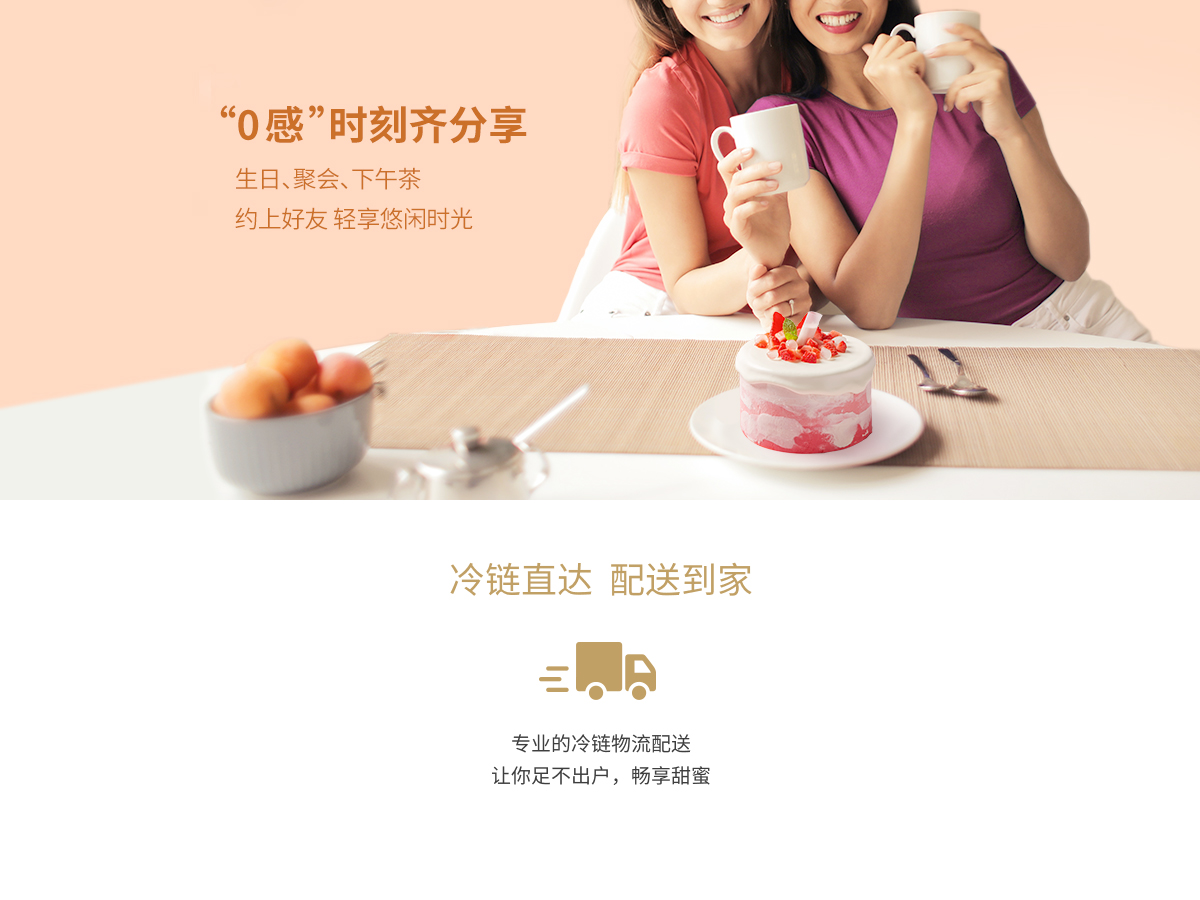 “0感”时刻齐分享
生日、聚会、下午茶
约上好友 轻享悠闲时光
冷链直达 配送到家
专业的冷链物流配送
让你足不出户，畅享甜蜜